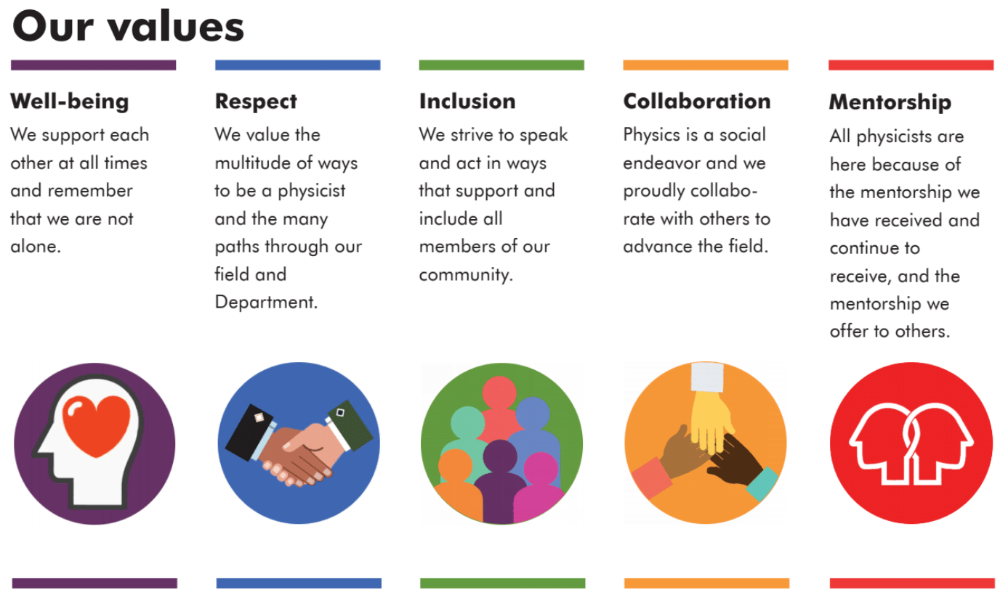 Our values
Well-being
We support each
other at all times
and remember
that we are not
alone.
Respect
We value the
multitude of ways
to be a physicist
and the many
paths through our
field and
Department.
Inclusion
We strive to speak
and act in ways
that support and
include all
members of our
community.
Collaboration
Physics is a social
endeavor and we
proudly collabo-
rate with others to
advance the field.
Mentorship
All physicists are
here because of
the mentorship we
have received and
continue to
receive, and the
mentorship we
offer to others.